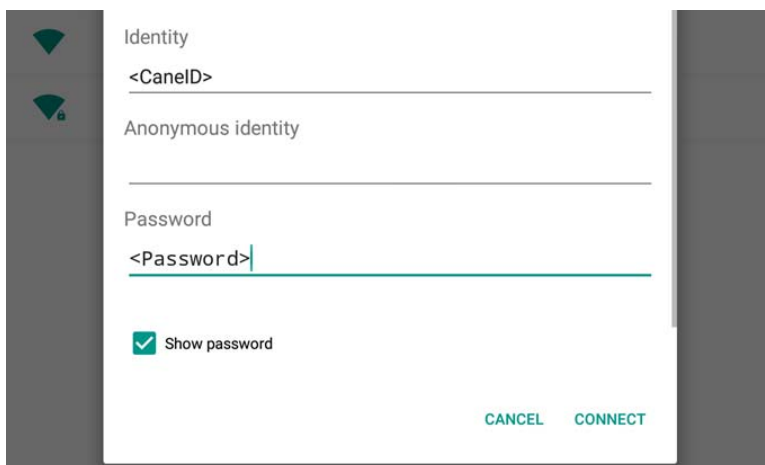 Identity
<CaneID>
Anonymous identity
Password
<Password>
Show password
CANCEL CONNECT